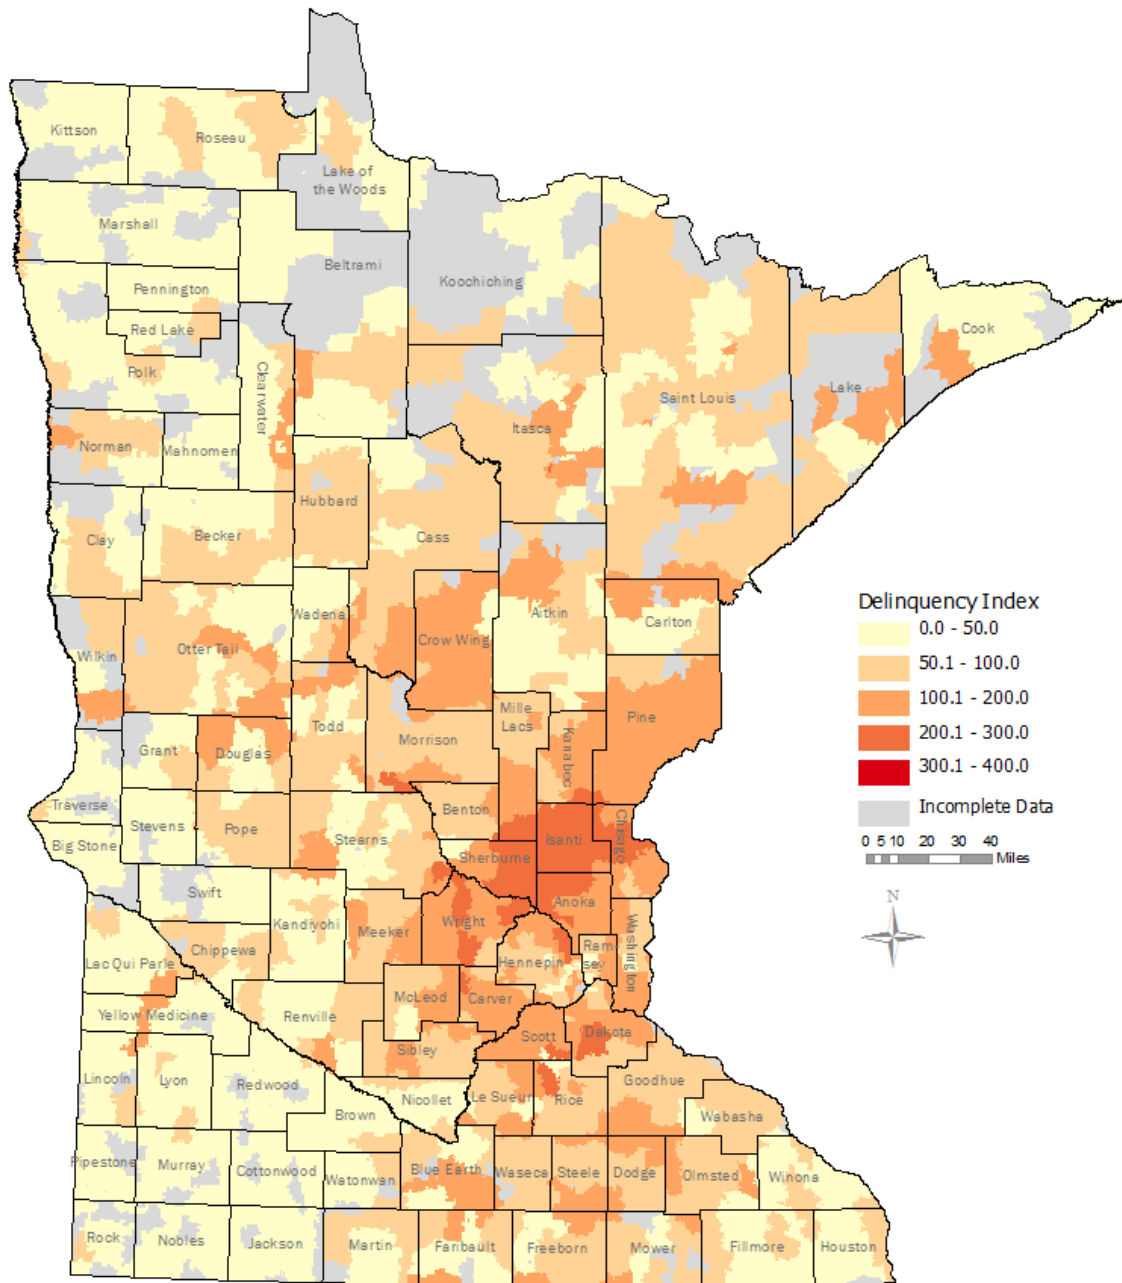 Kittson
Roseau
Lake of
the Woods
Marshall
Beltrami
Koochiching
Pennington
Cook
Red Lake
Polk
Clearwater
Lake
Saint Louis
Itasca
Norman
Mahnomen
Hubbard
Becker
Cass
Clay
Delinquency Index
0.0 - 50.0
50.1 - 100.0
100.1 - 200.0
200.1 - 300.0
300.1 - 400.0
Incomplete Data
0 5 10 20 30 40
Miles
N
Wadena
Aitkin
Carlton
Crow Wing
Otter Tail
Wilkin
Mille
Lacs
Pine
Todd
Kanabec
Morrison
Grant
Douglas
Traverse
Benton
Stevens
Pope
Stearns
Isanti
Chisago
Big Stone
Sherburne
Swift
Anoka
Kandiyohi
Wright
Meeker
Washington
Chippewa
Ram-
sey
Hennepin
Lac Qui Parle
McLeod
Carver
Yellow Medicine
Renville
Scott
Dakota
Sibley
Lincoln
Lyon
Redwood
Goodhue
Nicollet
Le Sueur
Rice
Brown
Wabasha
Pipestone
Murray
Cottonwood
Watonwan
Blue Earth
Waseca
Steele
Dodge
Olmsted
Winona
Rock
Nobles
Jackson
Martin
Faribault
Freeborn
Mower
Fillmore
Houston